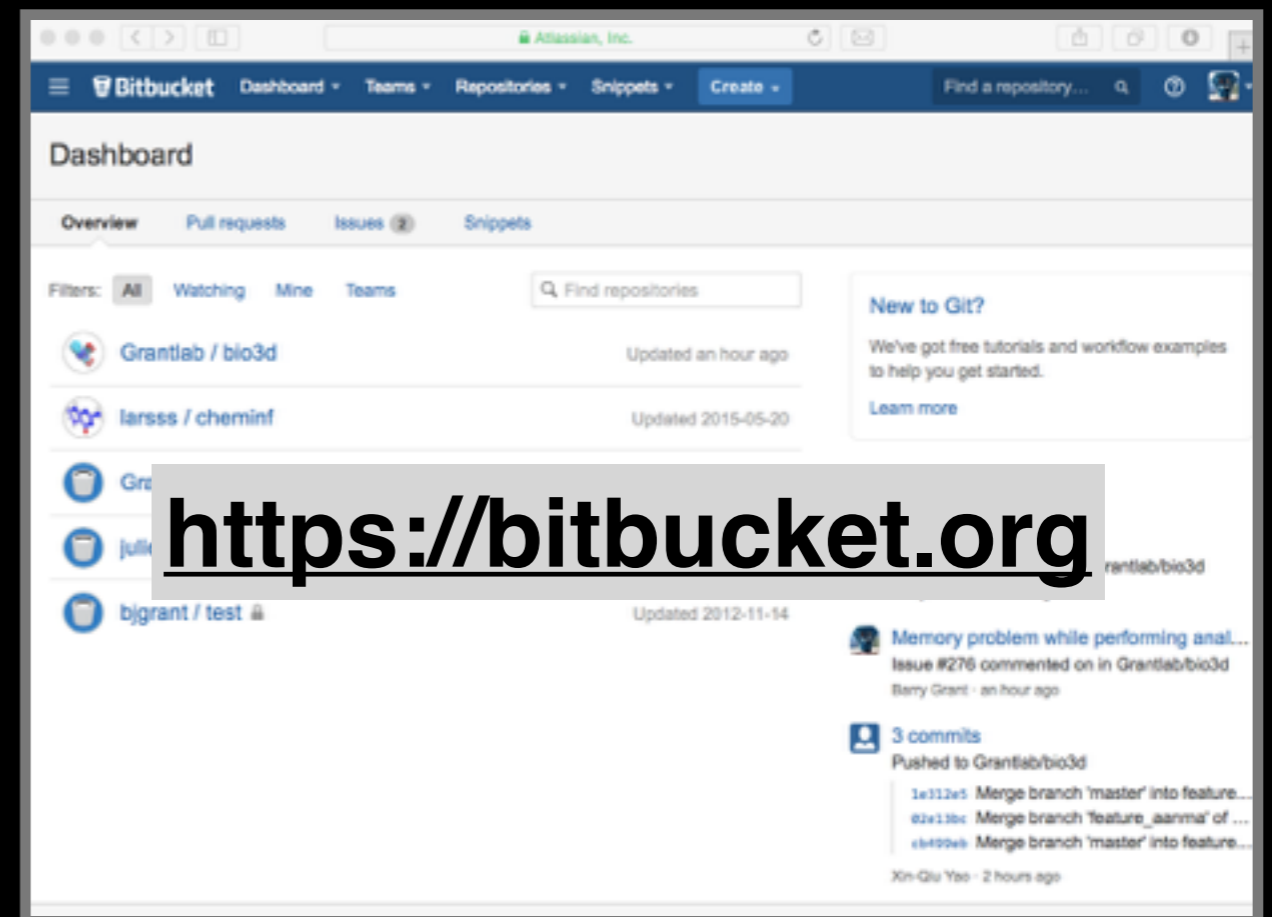 Atlassian, Inc.
Bitbucket Dashboard Teams Repositories Snippets Create Find a repository...
Dashboard
Overview Pull requests Issues 2 Snippets
Filters: All Watching Mine Teams Find repositories
Grantlab / bio3d Updated an hour ago
larsss / cheminf Updated 2015-05-20
bjgrant / test Updated 2012-11-14
https://bitbucket.org
New to Git?
We've got free tutorials and workflow examples
to help you get started.
Learn more
rantlab/bio3d
Memory problem while performing anal...
Issue #276 commented on in Grantlab/bio3d
Barry Grant · an hour ago
3 commits
Pushed to Grantlab/bio3d
1e312e5 Merge branch 'master' into feature...
02e13bc Merge branch 'feature_aanma' of ...
Merge branch 'master' into feature...
Xin-Qiu Yao · 2 hours ago